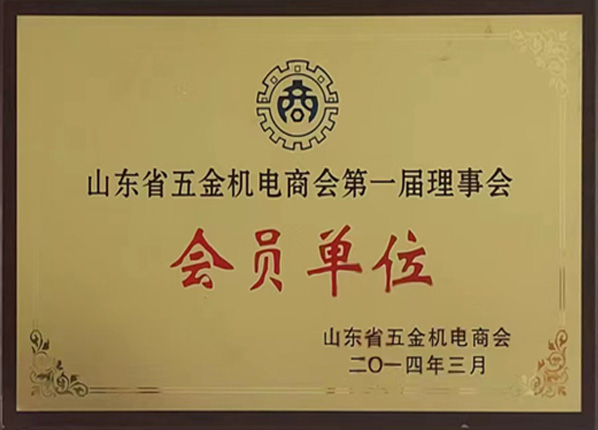 山东省五金机电商会第一届理事会
会员单位
山东省五金机电商会
二〇一四年三月